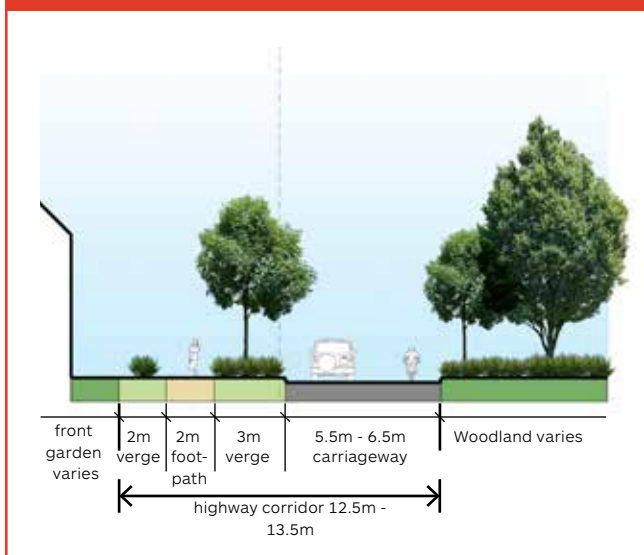 front
garden
varies
2m
verge
2m
foot-
path
3m
verge
5.5m - 6.5m
carriageway
Woodland varies
highway corridor 12.5m -
13.5m